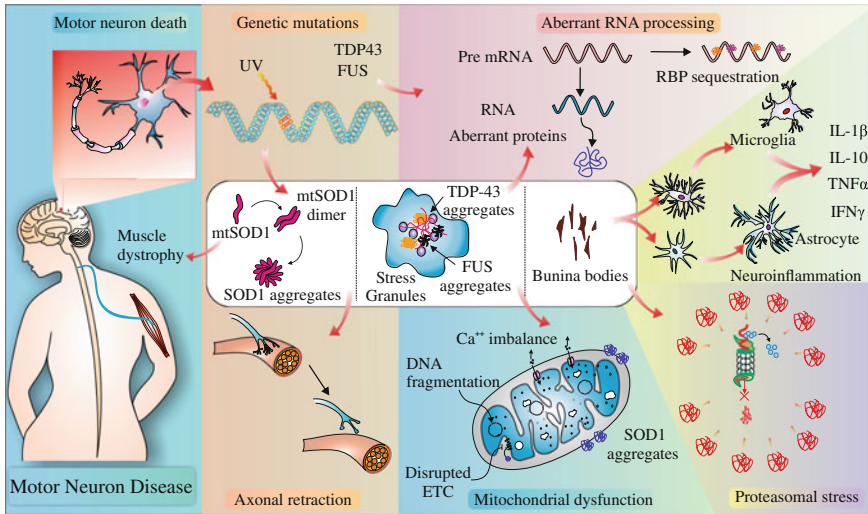 Motor neuron death
Genetic mutations
Aberrant RNA processing
UV
TDP43
FUS
Pre mRNA
RBP sequestration
RNA
Aberrant proteins
Microglia
IL-1β
IL-10
TNFα
IFNγ
Astrocyte
Neuroinflammation
mtSOD1
mtSOD1
dimer
SOD1 aggregates
TDP-43
aggregates
FUS
aggregates
Stress
Granules
Bunina bodies
Muscle
dystrophy
Motor Neuron Disease
Axonal retraction
Ca⁺⁺ imbalance
DNA
fragmentation
Disrupted
ETC
SOD1
aggregates
Mitochondrial dysfunction
Proteasomal stress